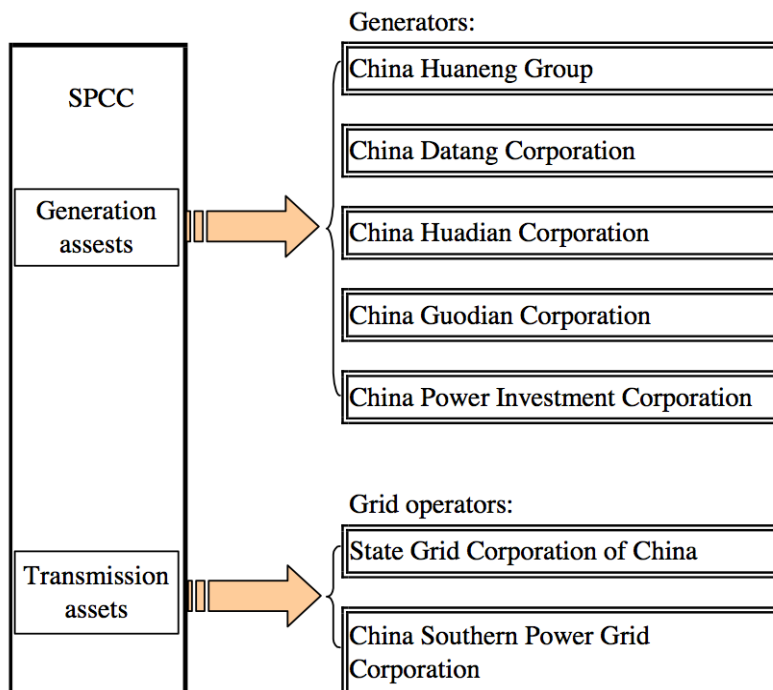 SPCC
Generation
assests
Transmission
assets
Generators:
China Huaneng Group
China Datang Corporation
China Huadian Corporation
China Guodian Corporation
China Power Investment Corporation
Grid operators:
State Grid Corporation of China
China Southern Power Grid
Corporation